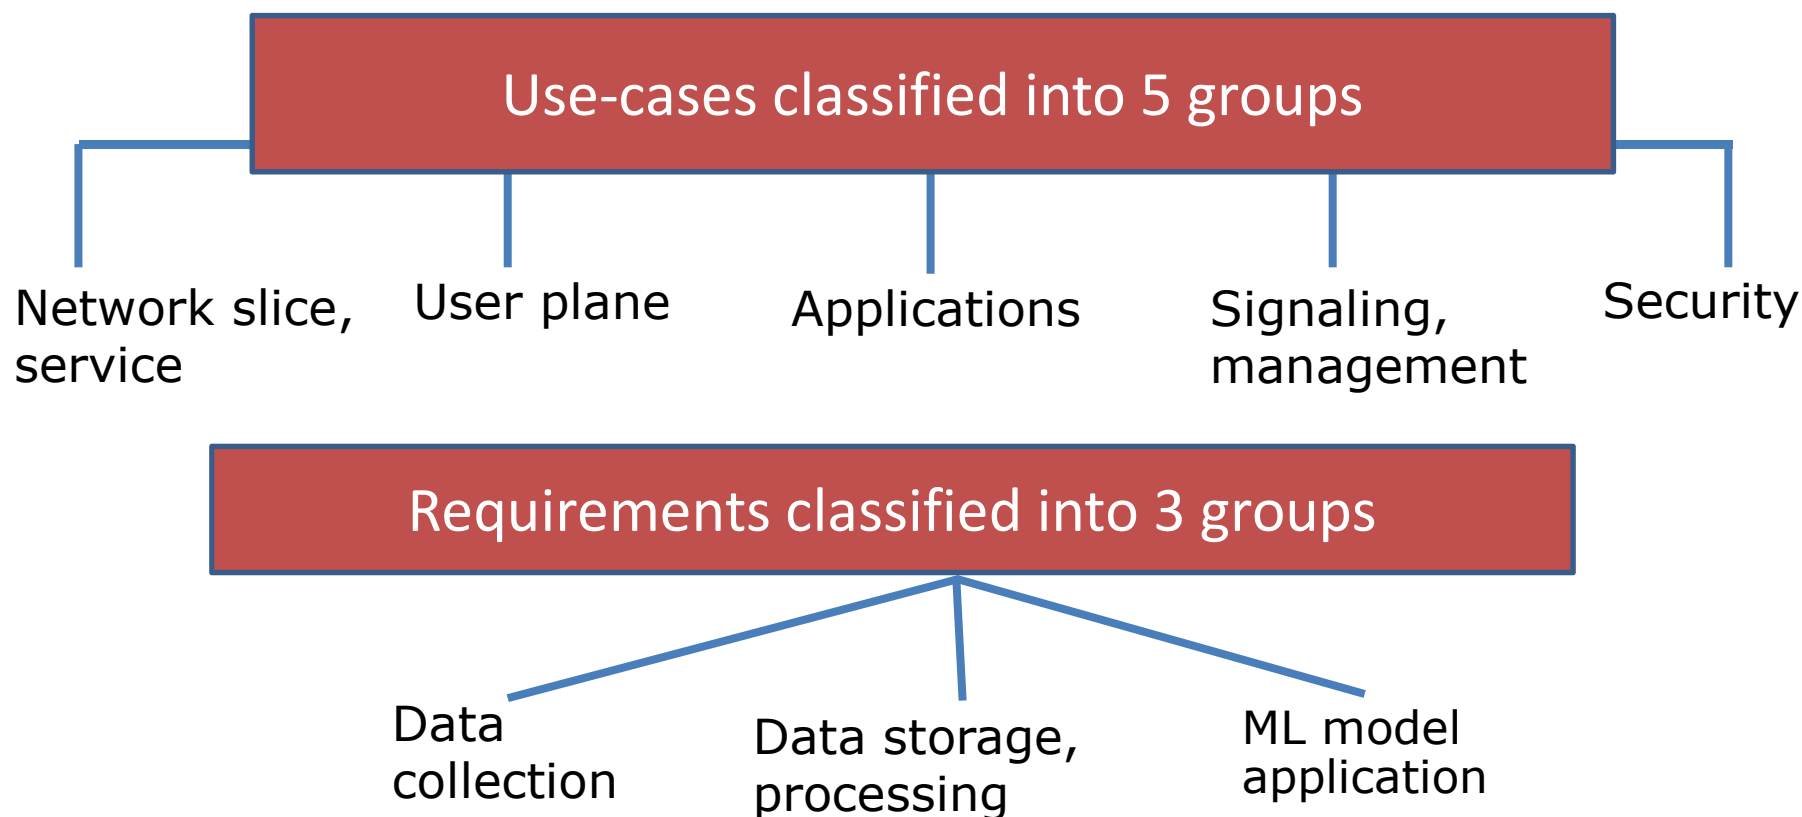 Use-cases classified into 5 groups
Network slice,
service
User plane
Applications
Signaling,
management
Security
Requirements classified into 3 groups
Data
collection
Data storage,
processing
ML model
application